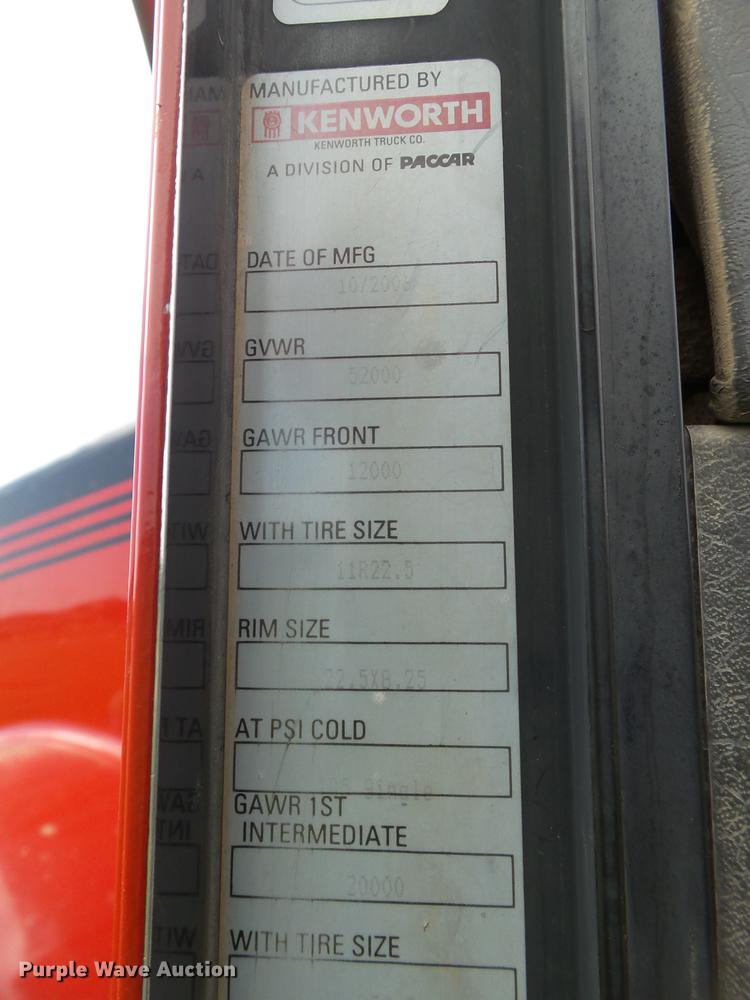 MANUFACTURED BY
KENWORTH
KENWORTH TRUCK CO.
A DIVISION OF PACCAR
DATE OF MFG
GVWR
52000
GAWR FRONT
12000
WITH TIRE SIZE
11R22.5
RIM SIZE
22.5X8.25
AT PSI COLD
Single
GAWR 1ST
INTERMEDIATE
20000
WITH TIRE SIZE
Purple Wave Auction